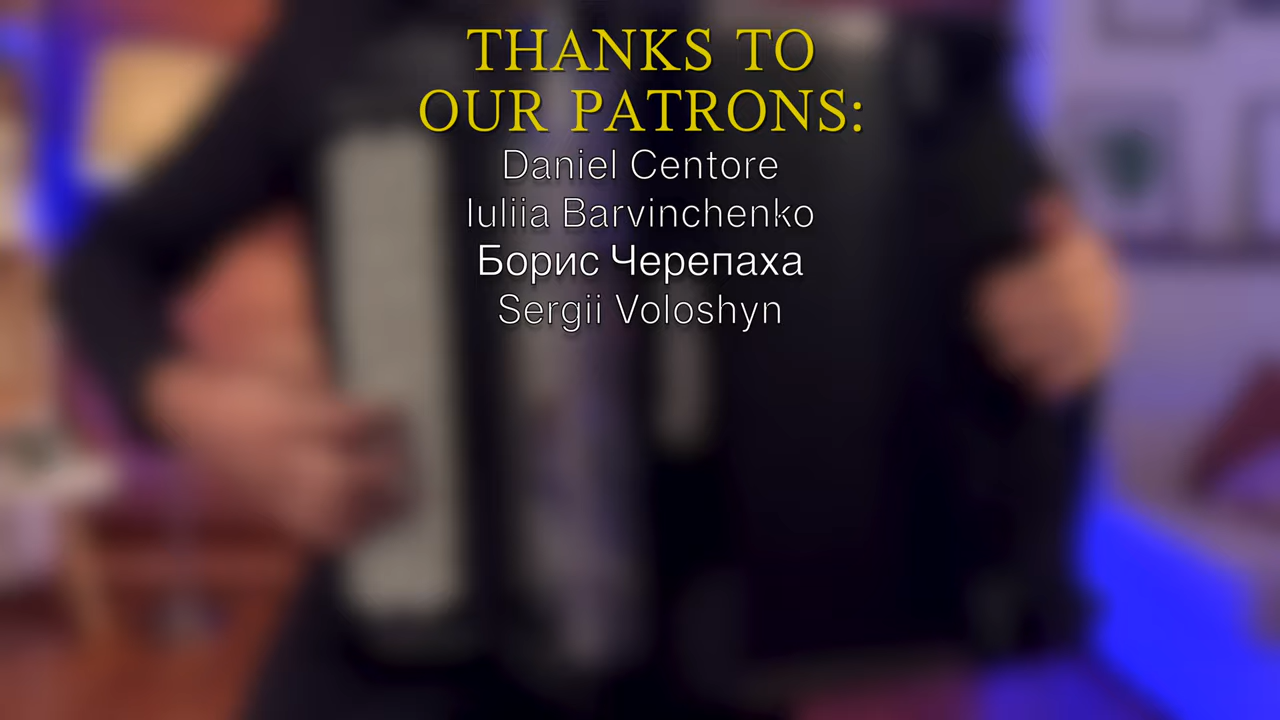 THANKS TO
OUR PATRONS:
Daniel Centore
Iuliia Barvinchenko
Борис Черепаха
Sergii Voloshyn